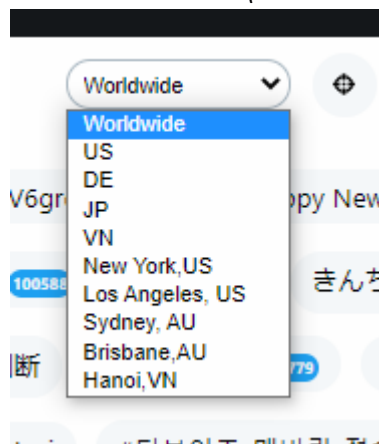 Worldwide
Worldwide
US
DE
V6gr
JP
ppy New
VN
New York,US
100588
Los Angeles, US
きんち
Sydney, AU
Brisbane,AU
断
779
Hanoi,VN